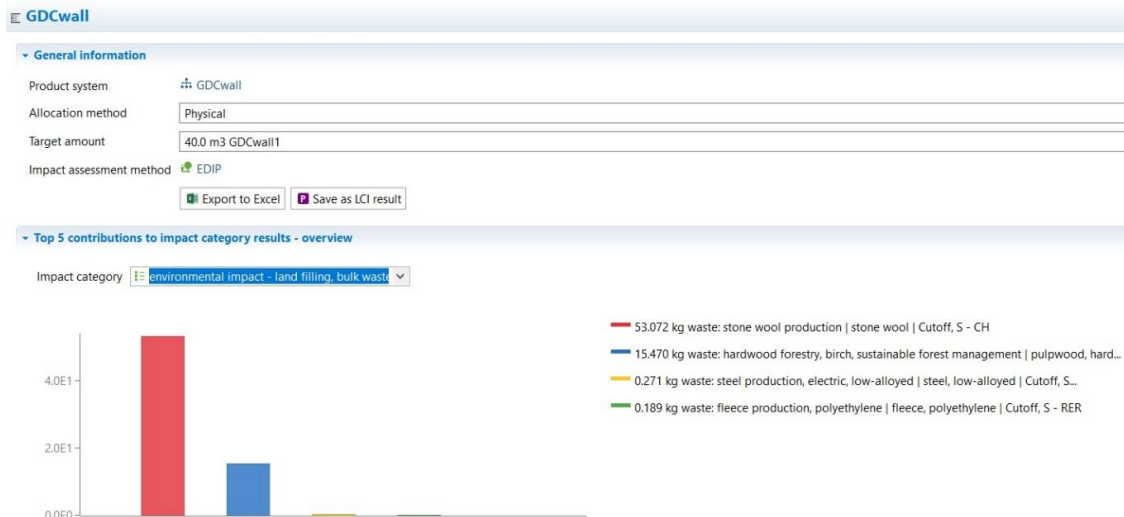 GDCwall
General information
Product system GDCwall
Allocation method Physical
Target amount 40.0 m3 GDCwall1
Impact assessment method EDIP
Export to Excel Save as LCI result
Top 5 contributions to impact category results - overview
Impact category environmental impact - land filling, bulk waste
53.072 kg waste: stone wool production | stone wool | Cutoff, S - CH
15.470 kg waste: hardwood forestry, birch, sustainable forest management | pulpwood, hard...
0.271 kg waste: steel production, electric, low-alloyed | steel, low-alloyed | Cutoff, S...
0.189 kg waste: fleece production, polyethylene | fleece, polyethylene | Cutoff, S - RER
4.0E1
2.0E1
0.0E0